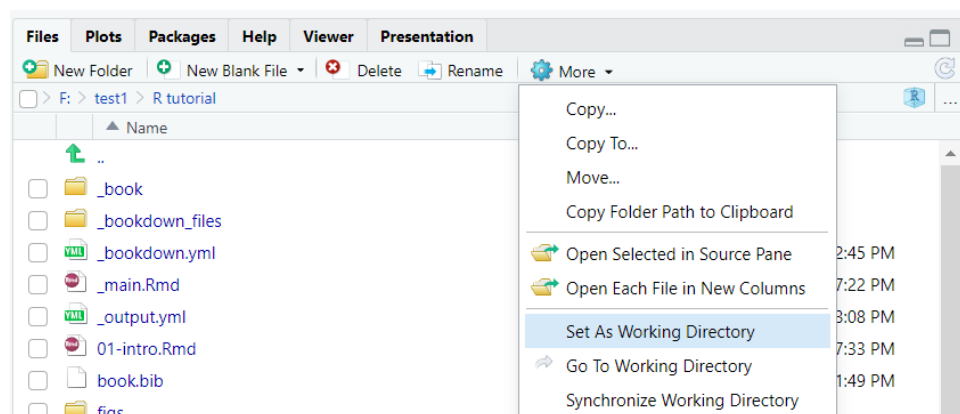 Files Plots Packages Help Viewer Presentation
New Folder New Blank File Delete Rename More
F: > test1 > R tutorial R ...
Name
..
_book
_bookdown_files
YML _bookdown.yml
Rmd _main.Rmd
YML _output.yml
Rmd 01-intro.Rmd
book.bib
figs
Copy...
Copy To...
Move...
Copy Folder Path to Clipboard
Open Selected in Source Pane
Open Each File in New Columns
Set As Working Directory
Go To Working Directory
Synchronize Working Directory
2:45 PM
7:22 PM
3:08 PM
7:33 PM
1:49 PM